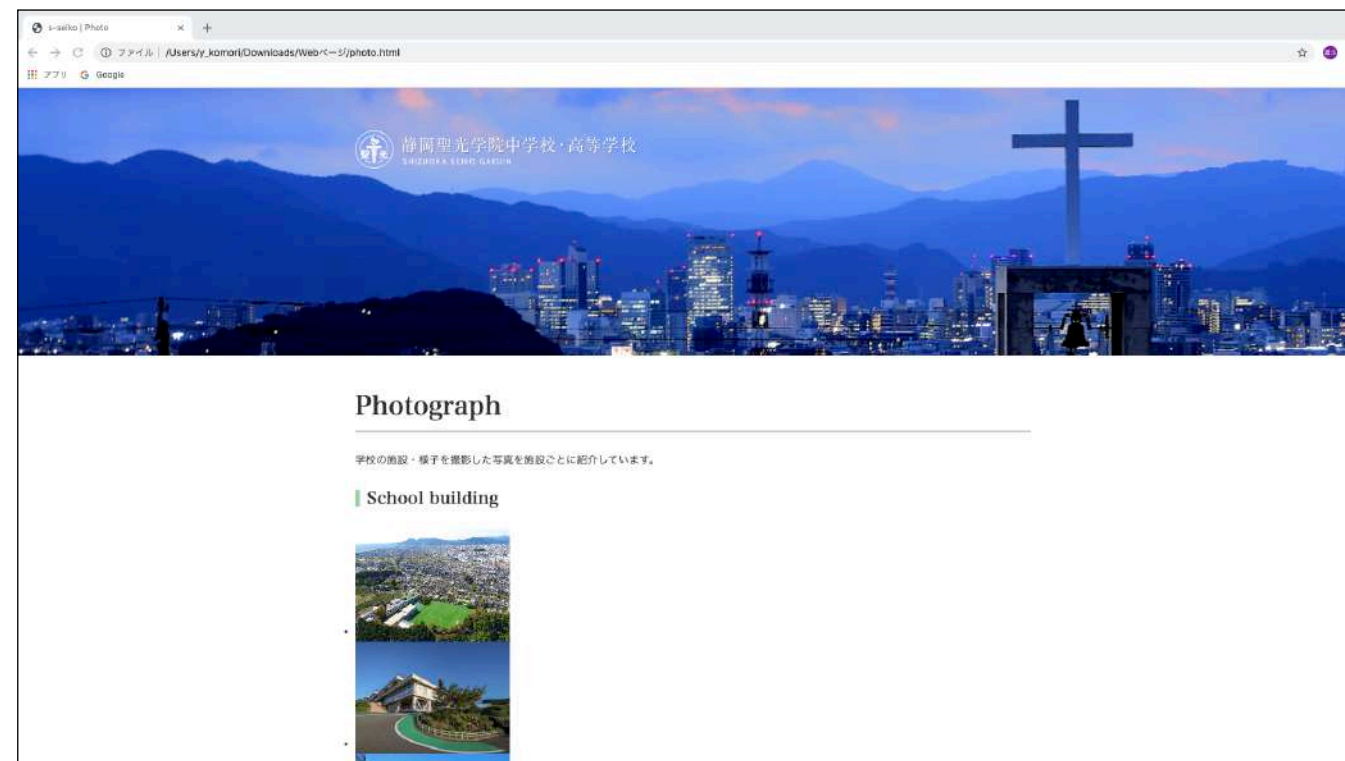 s-seiko | Photo
ファイル | /Users/y_komori/Downloads/Webページ/photo.html
アプリ Google
静岡聖光学院中学校・高等学校
SHIZUOKA SEIKO GAKUIN
Photograph
学校の施設・様子を撮影した写真を施設ごとに紹介しています。
School building